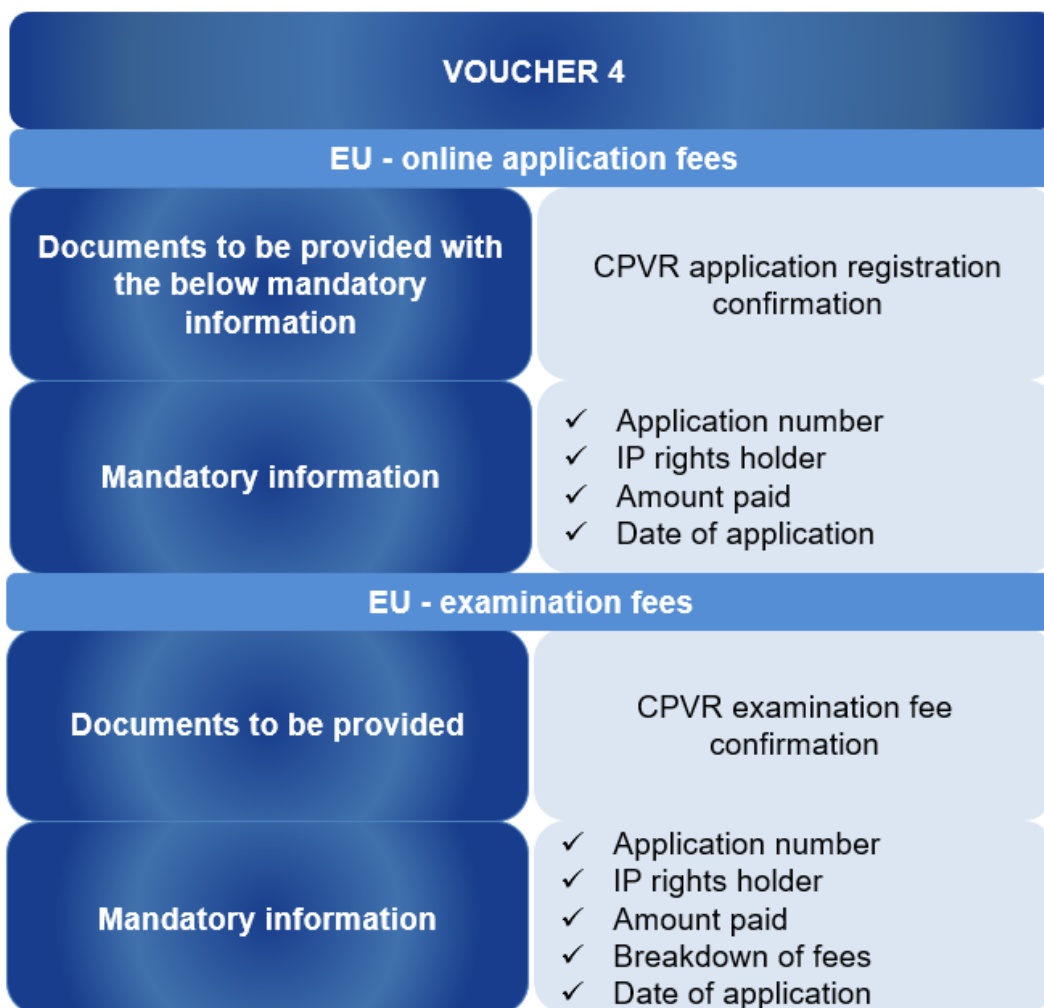 VOUCHER 4
EU - online application fees
Documents to be provided with
the below mandatory
information
CPVR application registration
confirmation
Mandatory information
✓ Application number
✓ IP rights holder
✓ Amount paid
✓ Date of application
EU - examination fees
Documents to be provided
CPVR examination fee
confirmation
Mandatory information
✓ Application number
✓ IP rights holder
✓ Amount paid
✓ Breakdown of fees
✓ Date of application